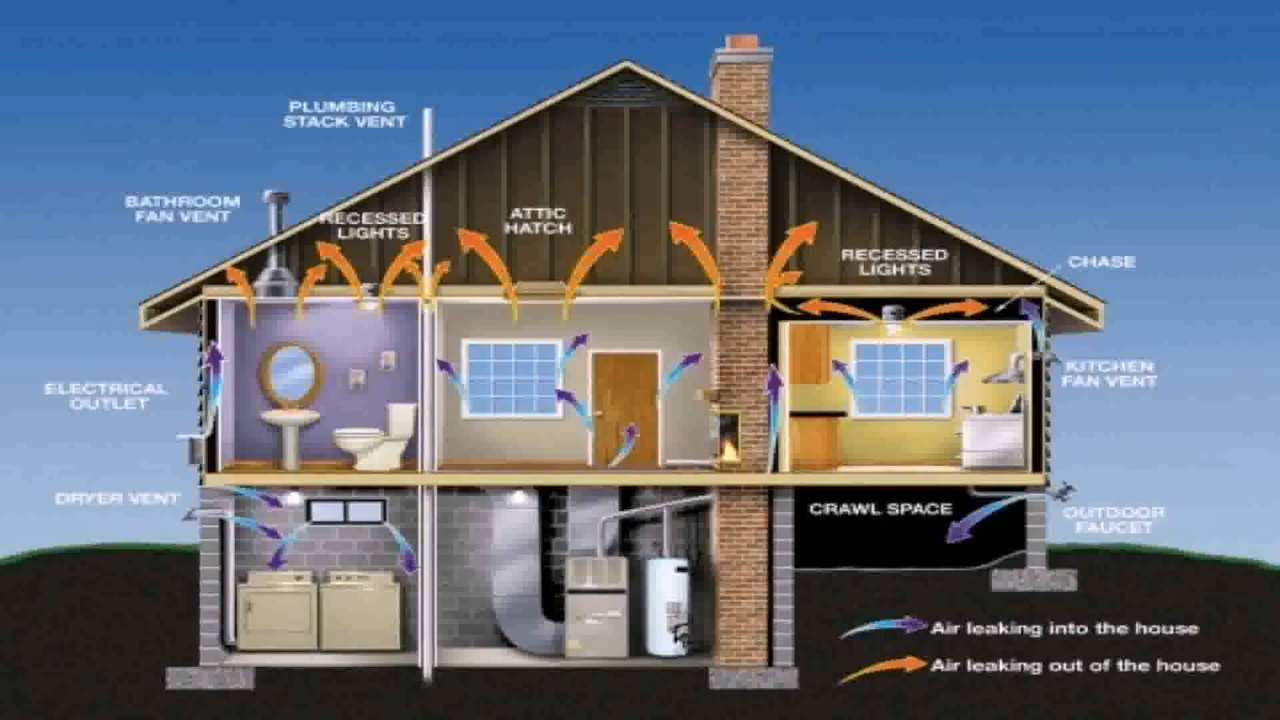 PLUMBING
STACK VENT
BATHROOM
FAN VENT
RECESSED
LIGHTS
ATTIC
HATCH
RECESSED
LIGHTS
CHASE
ELECTRICAL
OUTLET
KITCHEN
FAN VENT
DRYER VENT
CRAWL SPACE
OUTDOOR
FAUCET
Air leaking into the house
Air leaking out of the house